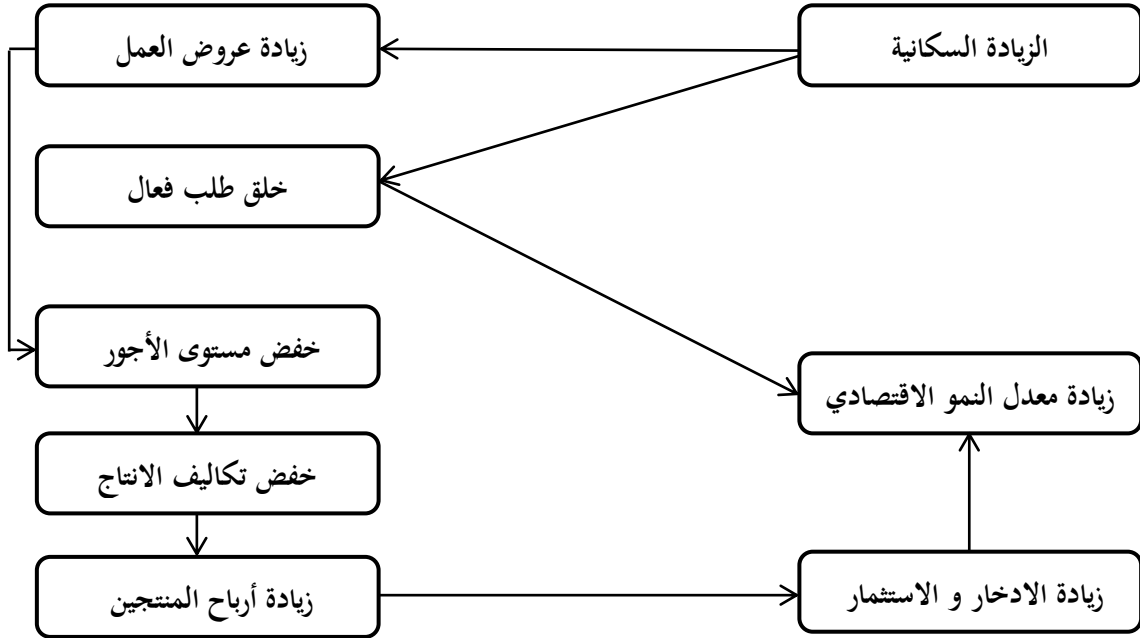 الزيادة السكانية
زيادة عروض العمل
خلق طلب فعال
خفض مستوى الأجور
زيادة معدل النمو الاقتصادي
خفض تكاليف الانتاج
زيادة الادخار و الاستثمار
زيادة أرباح المنتجين